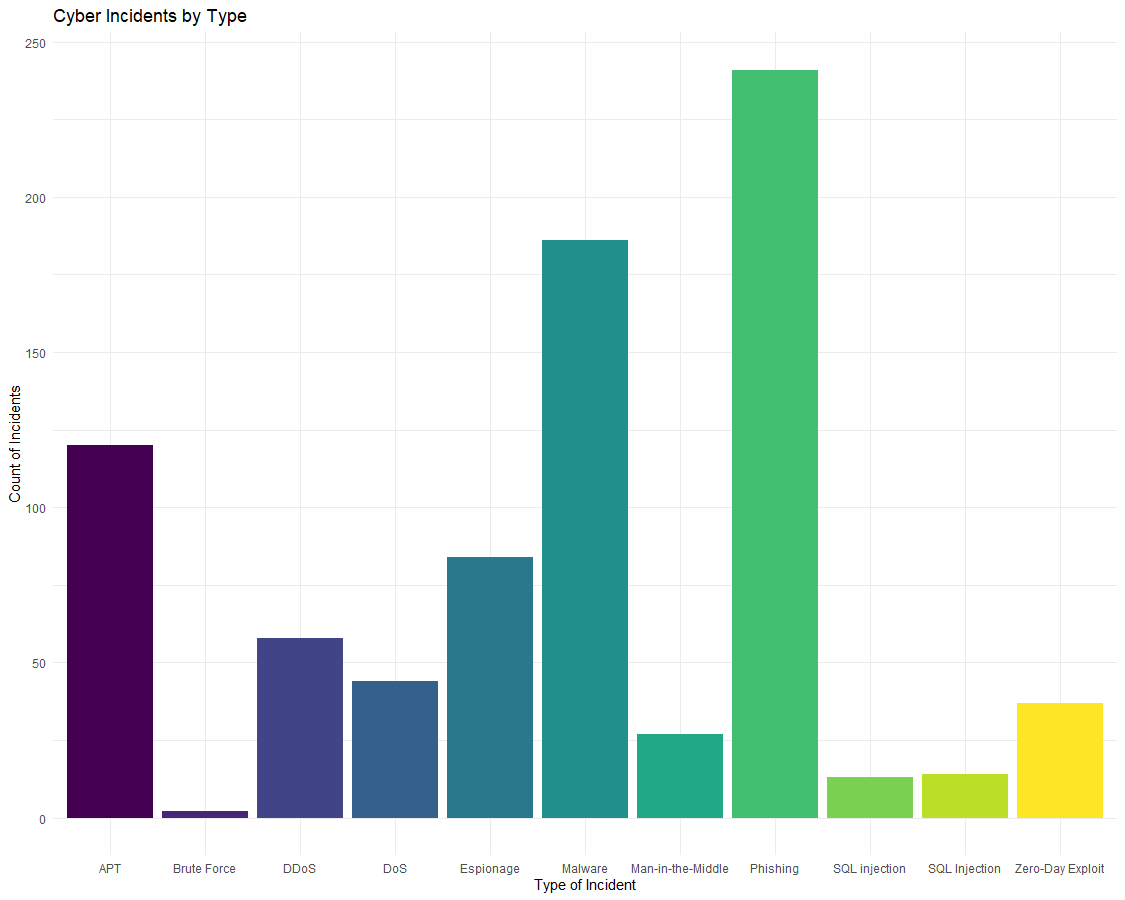 Cyber Incidents by Type
Count of Incidents
250
200
150
100
50
0
APT Brute Force DDoS DoS Espionage Malware Man-in-the-Middle Phishing SQL injection SQL Injection Zero-Day Exploit
Type of Incident